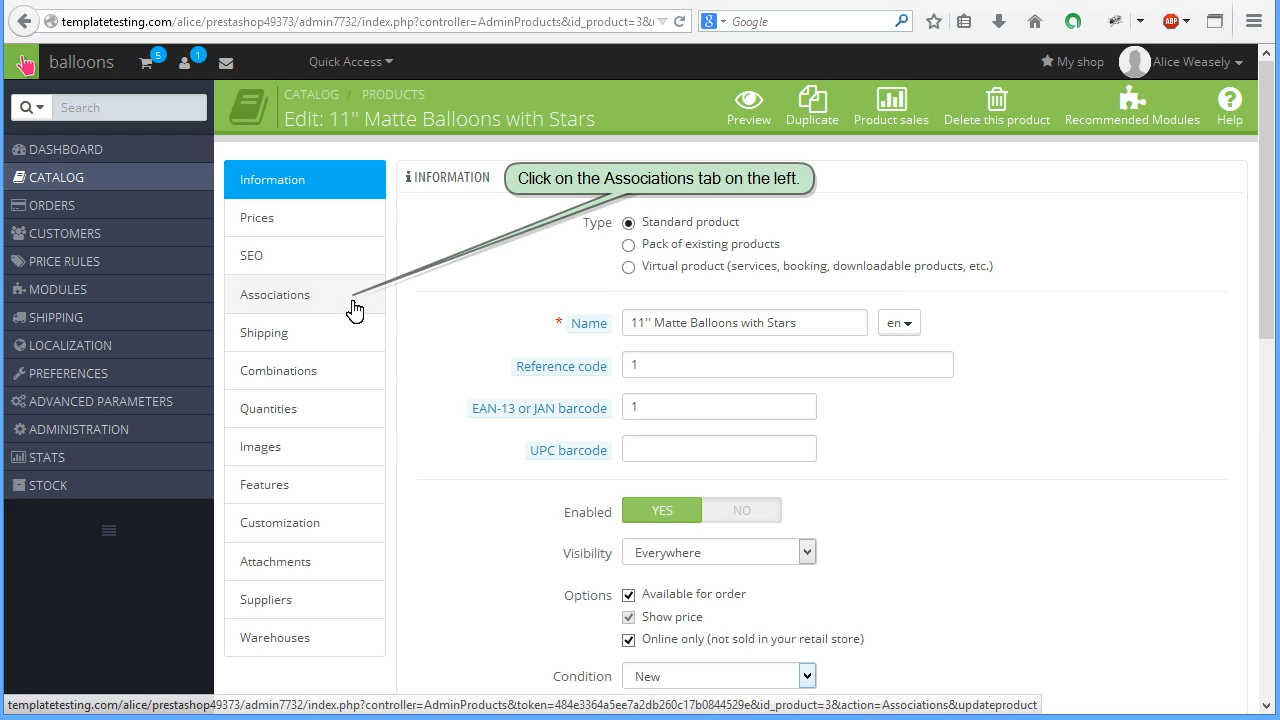 templatetesting.com/alice/prestashop49373/admin7732/index.php?controller=AdminProducts&id_product=3&
Google
ABP
balloons
5
1
Quick Access
My shop
Alice Weasely
Search
CATALOG / PRODUCTS
Edit: 11" Matte Balloons with Stars
Preview
Duplicate
Product sales
Delete this product
Recommended Modules
Help
DASHBOARD
CATALOG
ORDERS
CUSTOMERS
PRICE RULES
MODULES
SHIPPING
LOCALIZATION
PREFERENCES
ADVANCED PARAMETERS
ADMINISTRATION
STATS
STOCK
Information
Prices
SEO
Associations
Shipping
Combinations
Quantities
Images
Features
Customization
Attachments
Suppliers
Warehouses
INFORMATION
Click on the Associations tab on the left.
Type
Standard product
Pack of existing products
Virtual product (services, booking, downloadable products, etc.)
* Name
11'' Matte Balloons with Stars
en
Reference code
1
EAN-13 or JAN barcode
1
UPC barcode
Enabled
YES
NO
Visibility
Everywhere
Options
Available for order
Show price
Online only (not sold in your retail store)
Condition
New
templatetesting.com/alice/prestashop49373/admin7732/index.php?controller=AdminProducts&token=484e3364a5ee7a2db260c17b0844529e&id_product=3&action=Associations&updateproduct